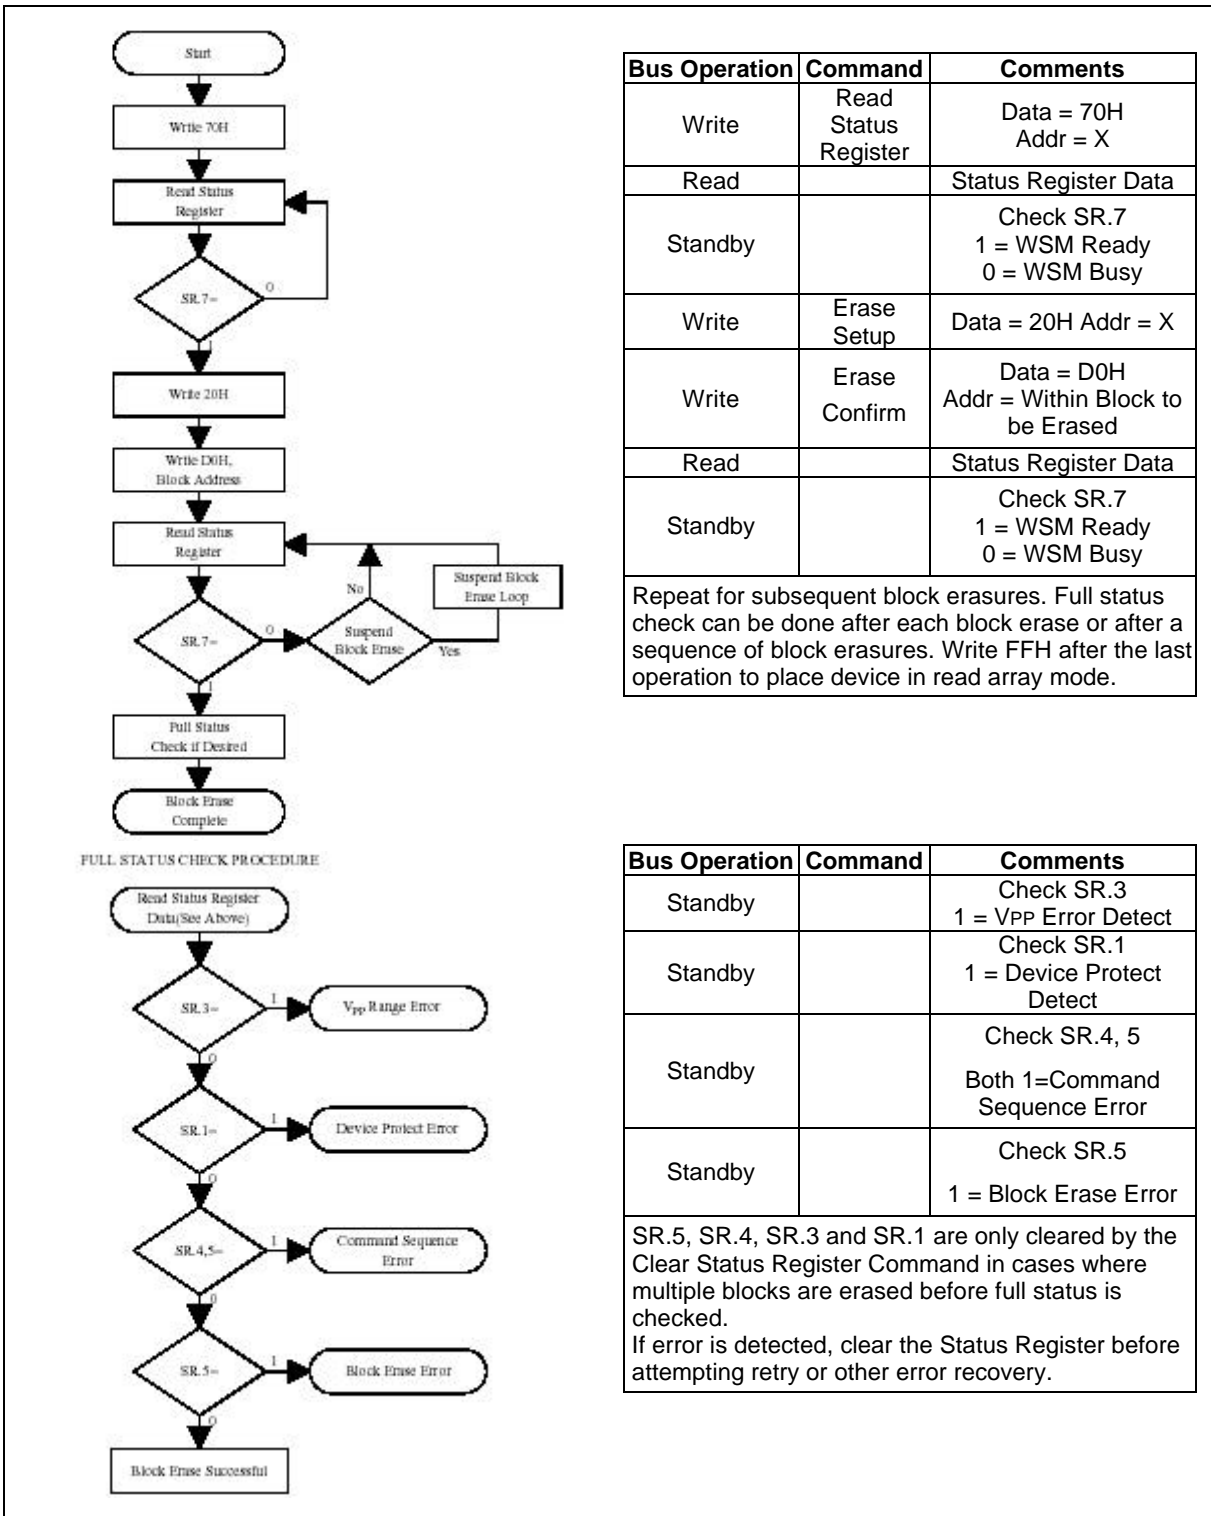 Start
Write 70H
Read Status
Register
SR.7=
0
1
Write 20H
Write D0H,
Block Address
Read Status
Register
SR.7=
0
1
No
Suspend
Block Erase
Yes
Suspend Block
Erase Loop
Full Status
Check if Desired
Block Erase
Complete
Bus Operation Command Comments
Write
Read
Status
Register
Data = 70H
Addr = X
Read Status Register Data
Standby
Check SR.7
1 = WSM Ready
0 = WSM Busy
Write
Erase
Setup
Data = 20H Addr = X
Write
Erase
Confirm
Data = D0H
Addr = Within Block to
be Erased
Read Status Register Data
Standby
Check SR.7
1 = WSM Ready
0 = WSM Busy
Repeat for subsequent block erasures. Full status
check can be done after each block erase or after a
sequence of block erasures. Write FFH after the last
operation to place device in read array mode.
FULL STATUS CHECK PROCEDURE
Read Status Register
Data(See Above)
SR.3=
1
VPP Range Error
0
SR.1=
1
Device Protect Error
0
SR.4,5=
1
Command Sequence
Error
0
SR.5=
1
Block Erase Error
0
Block Erase Successful
Bus Operation Command Comments
Standby
Check SR.3
1 = VPP Error Detect
Standby
Check SR.1
1 = Device Protect
Detect
Standby
Check SR.4, 5
Both 1=Command
Sequence Error
Standby
Check SR.5
1 = Block Erase Error
SR.5, SR.4, SR.3 and SR.1 are only cleared by the
Clear Status Register Command in cases where
multiple blocks are erased before full status is
checked.
If error is detected, clear the Status Register before
attempting retry or other error recovery.